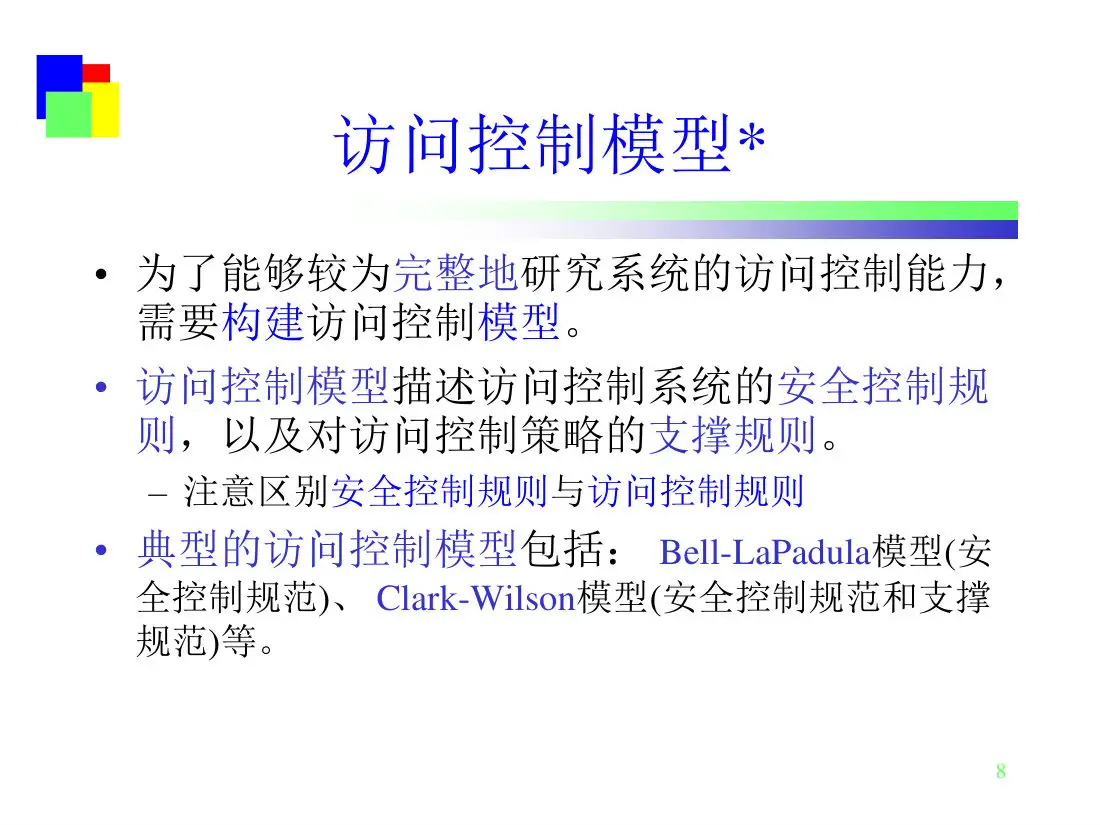 访问控制模型*
• 为了能够较为完整地研究系统的访问控制能力，
需要构建访问控制模型。
• 访问控制模型描述访问控制系统的安全控制规
则，以及对访问控制策略的支撑规则。
– 注意区别安全控制规则与访问控制规则
• 典型的访问控制模型包括： Bell-LaPadula模型(安
全控制规范)、 Clark-Wilson模型(安全控制规范和支撑
规范)等。
8